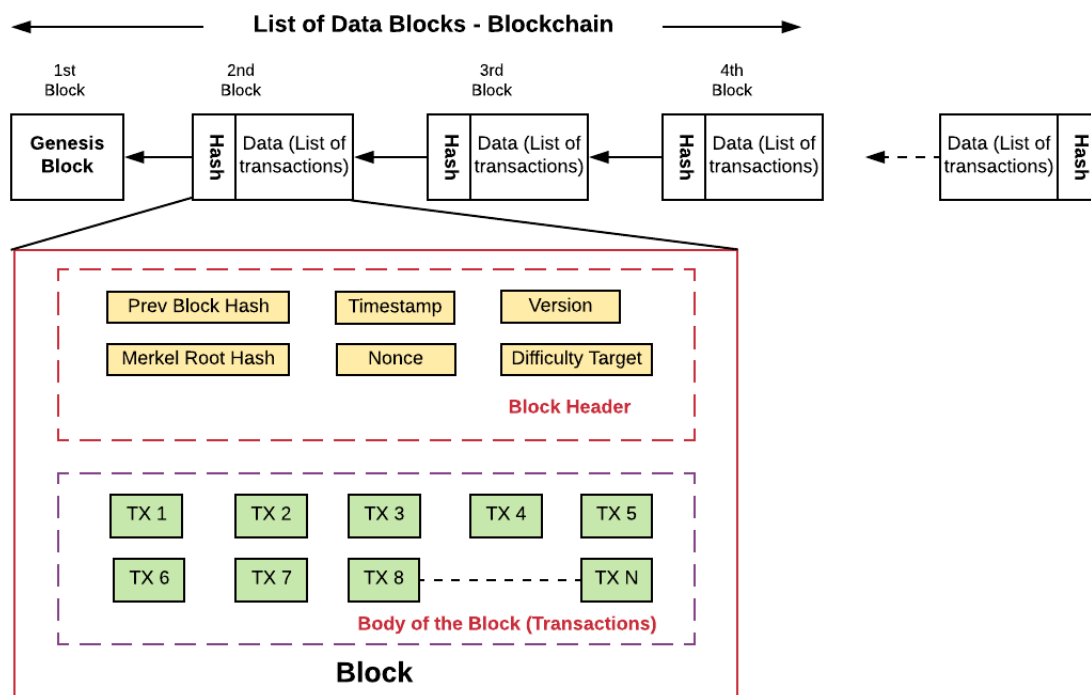 List of Data Blocks - Blockchain
1st
Block
2nd
Block
3rd
Block
4th
Block
Genesis
Block
Hash
Data (List of
transactions)
Hash
Data (List of
transactions)
Hash
Data (List of
transactions)
Data (List of
transactions)
Hash
Prev Block Hash
Timestamp
Version
Merkel Root Hash
Nonce
Difficulty Target
Block Header
TX 1
TX 2
TX 3
TX 4
TX 5
TX 6
TX 7
TX 8
TX N
Body of the Block (Transactions)
Block